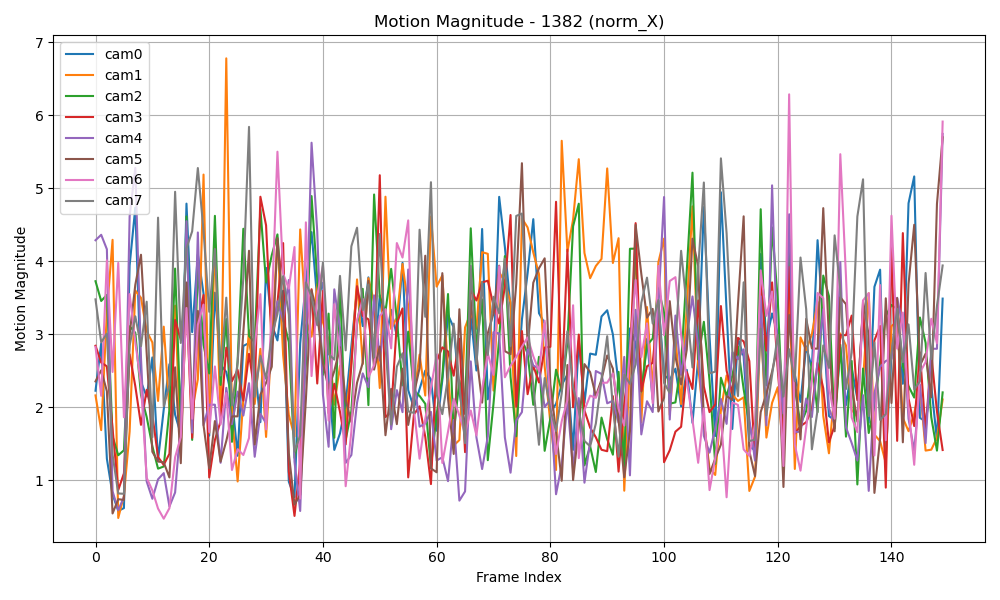 Motion Magnitude - 1382 (norm_X)
7
6
5
4
3
2
1
Motion Magnitude
cam0
cam1
cam2
cam3
cam4
cam5
cam6
cam7
0 20 40 60 80 100 120 140
Frame Index